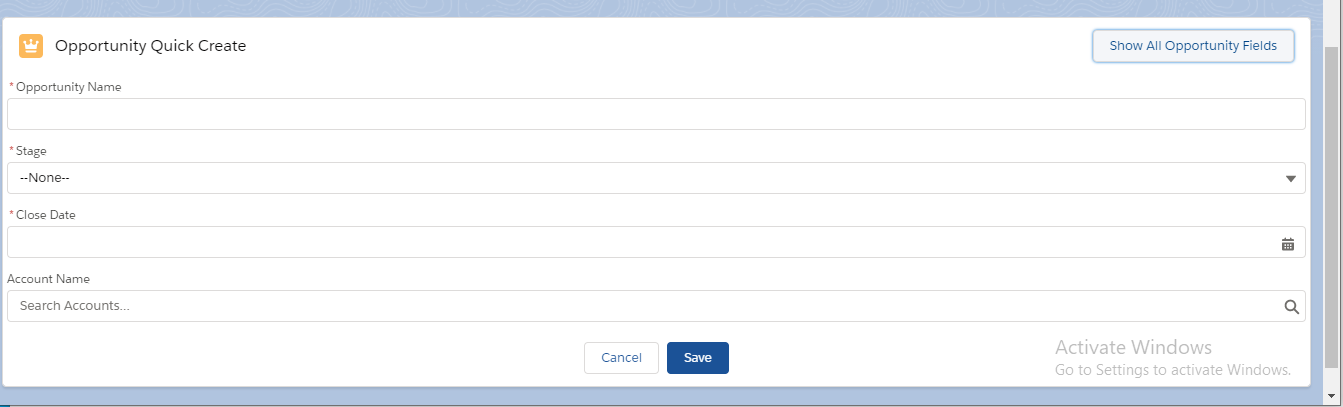 Opportunity Quick Create
Show All Opportunity Fields
* Opportunity Name
* Stage
--None--
* Close Date
Account Name
Search Accounts...
Cancel
Save
Activate Windows
Go to Settings to activate Windows.